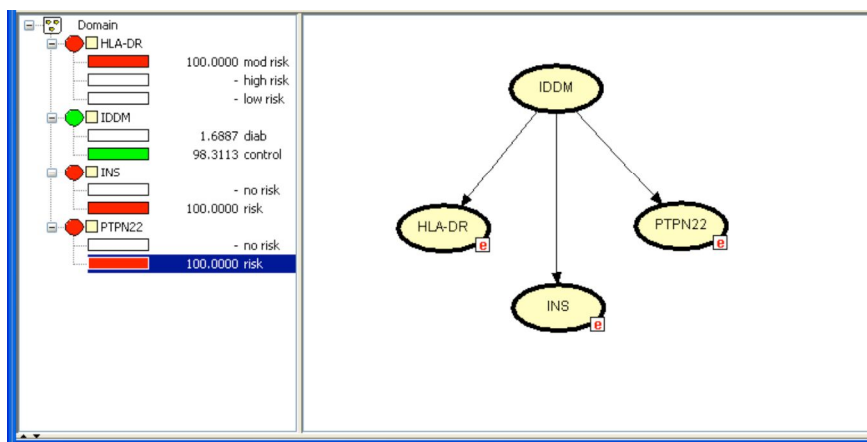 Domain
HLA-DR
100.0000 mod risk
- high risk
- low risk
IDDM
1.6887 diab
98.3113 control
INS
- no risk
100.0000 risk
PTPN22
- no risk
100.0000 risk
IDDM
HLA-DR
e
PTPN22
e
INS
e